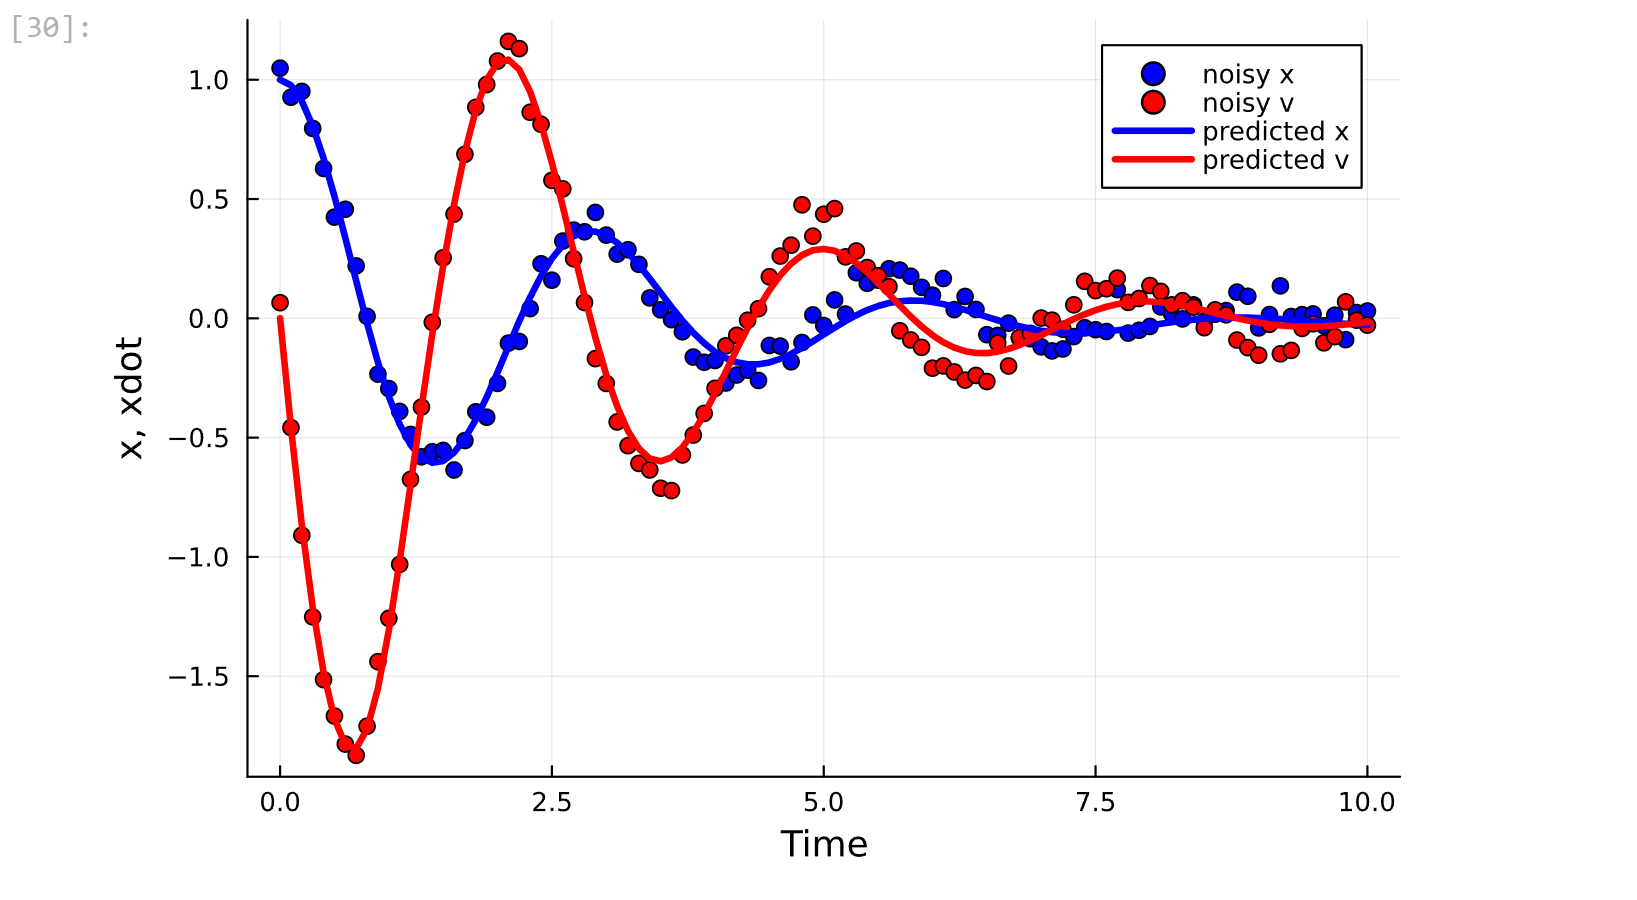 [30]:
noisy x
noisy v
predicted x
predicted v
1.0
0.5
0.0
−0.5
−1.0
−1.5
x, xdot
0.0 2.5 5.0 7.5 10.0
Time